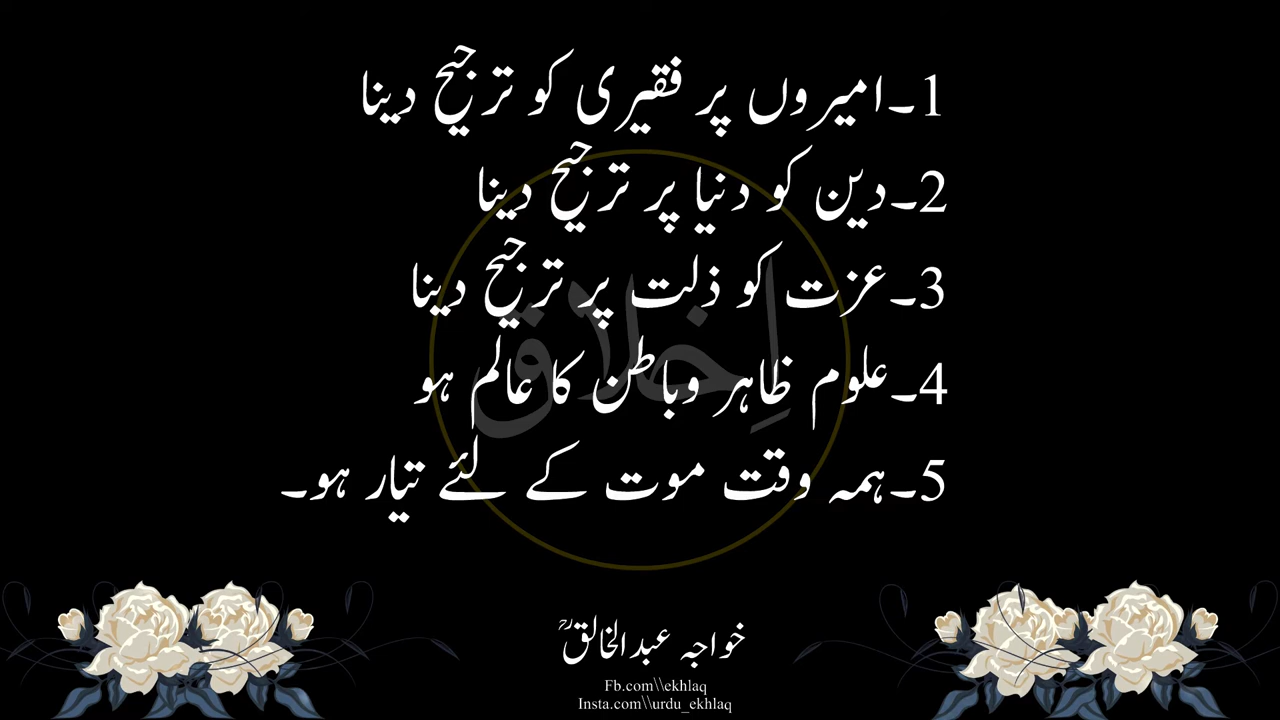 1۔امیروں پر فقیری کو ترجیح دینا
2۔دین کو دنیا پر ترجیح دینا
3۔عزت کو ذلت پر ترجیح دینا
4۔علوم ظاہر وباطن کا عالم ہو
5۔ہمہ وقت موت کے لئے تیار ہو۔
اِخلاق
خواجہ عبدالخالقؒ
Fb.com\\ekhlaq
Insta.com\\urdu_ekhlaq